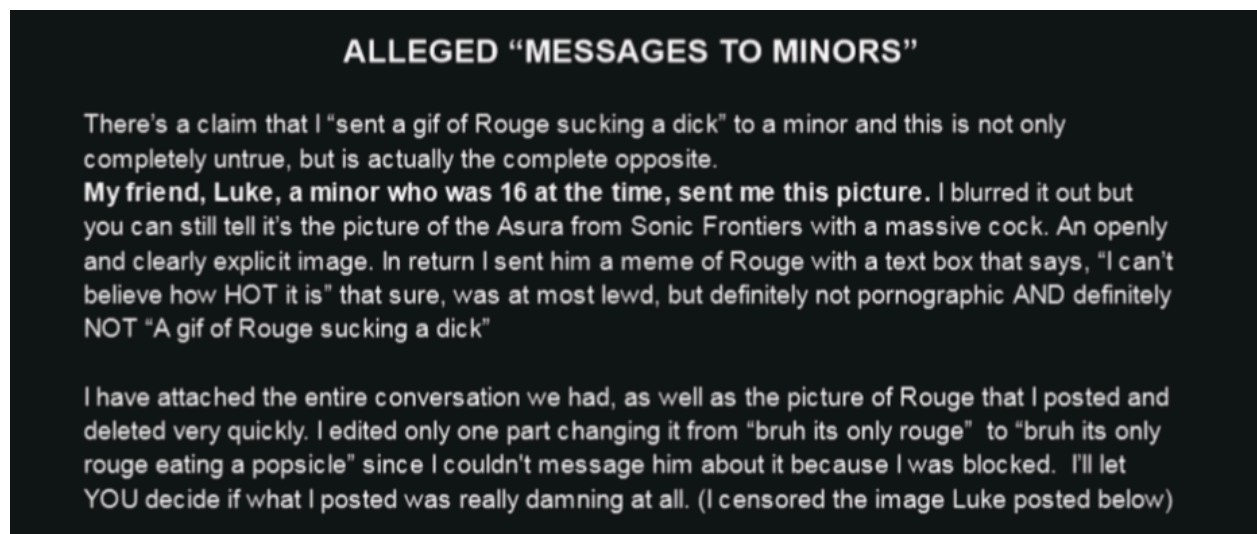 ALLEGED “MESSAGES TO MINORS”
There’s a claim that I “sent a gif of Rouge sucking a dick” to a minor and this is not only
completely untrue, but is actually the complete opposite.
My friend, Luke, a minor who was 16 at the time, sent me this picture. I blurred it out but
you can still tell it’s the picture of the Asura from Sonic Frontiers with a massive cock. An openly
and clearly explicit image. In return I sent him a meme of Rouge with a text box that says, “I can’t
believe how HOT it is” that sure, was at most lewd, but definitely not pornographic AND definitely
NOT “A gif of Rouge sucking a dick”
I have attached the entire conversation we had, as well as the picture of Rouge that I posted and
deleted very quickly. I edited only one part changing it from “bruh its only rouge” to “bruh its only
rouge eating a popsicle” since I couldn't message him about it because I was blocked. I’ll let
YOU decide if what I posted was really damning at all. (I censored the image Luke posted below)